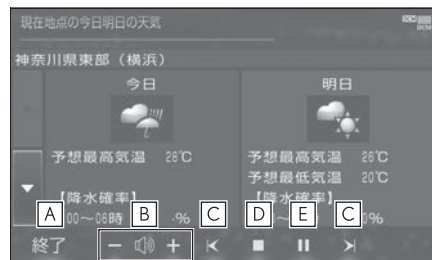 現在地点の今日明日の天気
DCM
神奈川県東部（横浜）
今日 明日
予想最高気温 28℃ 予想最高気温 26℃
予想最低気温 20℃
【降水確率】 【降水確率】
A B C D E C
00～06時 -% 0%
終了 － ＋